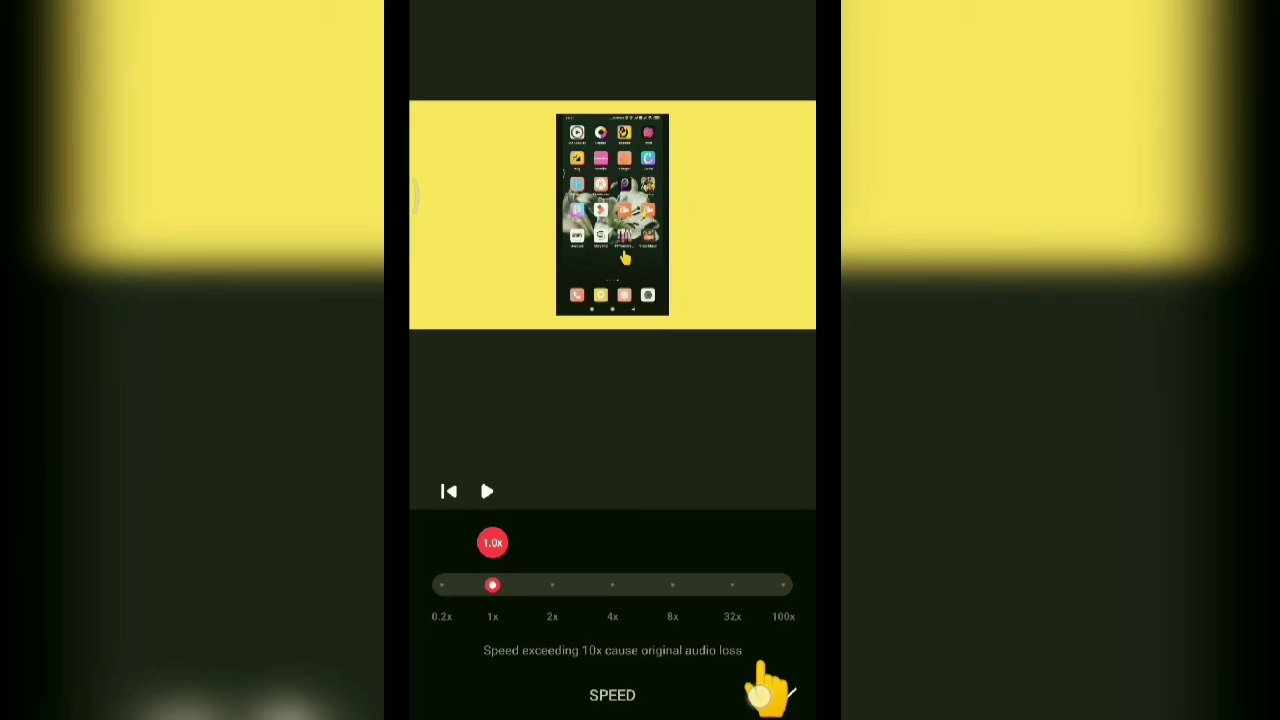 1.0x
0.2x 1x 2x 4x 8x 32x 100x
Speed exceeding 10x cause original audio loss
SPEED